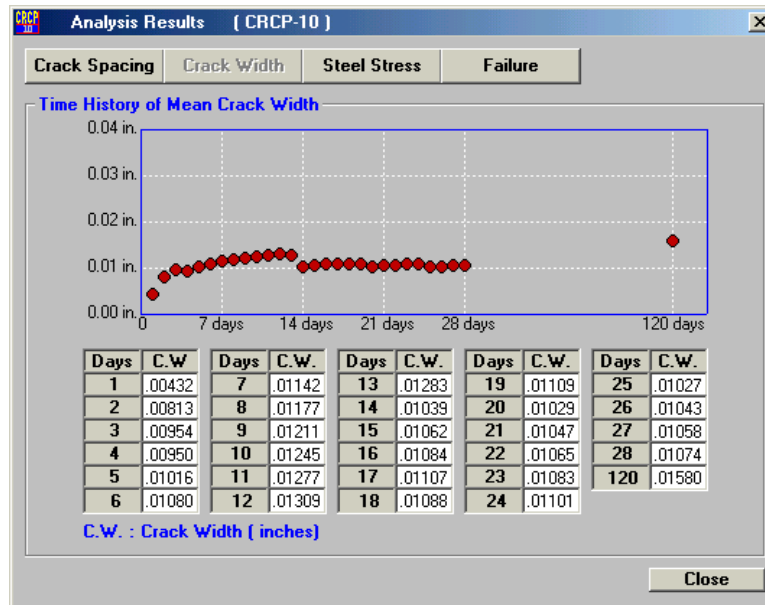 CRCP 10 Analysis Results ( CRCP-10 ) X
Crack Spacing Crack Width Steel Stress Failure
Time History of Mean Crack Width
0.04 in.
0.03 in.
0.02 in.
0.01 in.
0.00 in.
0 7 days 14 days 21 days 28 days 120 days
Days C.W Days C.W. Days C.W. Days C.W. Days C.W.
1 .00432 7 .01142 13 .01283 19 .01109 25 .01027
2 .00813 8 .01177 14 .01039 20 .01029 26 .01043
3 .00954 9 .01211 15 .01062 21 .01047 27 .01058
4 .00950 10 .01245 16 .01084 22 .01065 28 .01074
5 .01016 11 .01277 17 .01107 23 .01083 120 .01580
6 .01080 12 .01309 18 .01088 24 .01101
C.W. : Crack Width ( inches)
Close